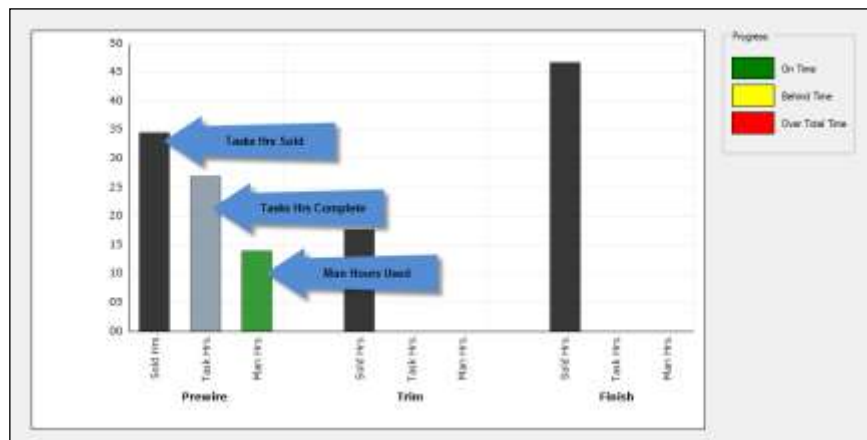 Progress
On Time
Behind Time
Over Total Time
50
45
40
35
30
25
20
15
10
05
00
Tasks Hrs Sold
Tasks Hrs Complete
Man Hours Used
Sold Hrs.
Task Hrs.
Man Hrs.
Sold Hrs.
Task Hrs.
Man Hrs.
Sold Hrs.
Task Hrs.
Man Hrs.
Prewire
Trim
Finish